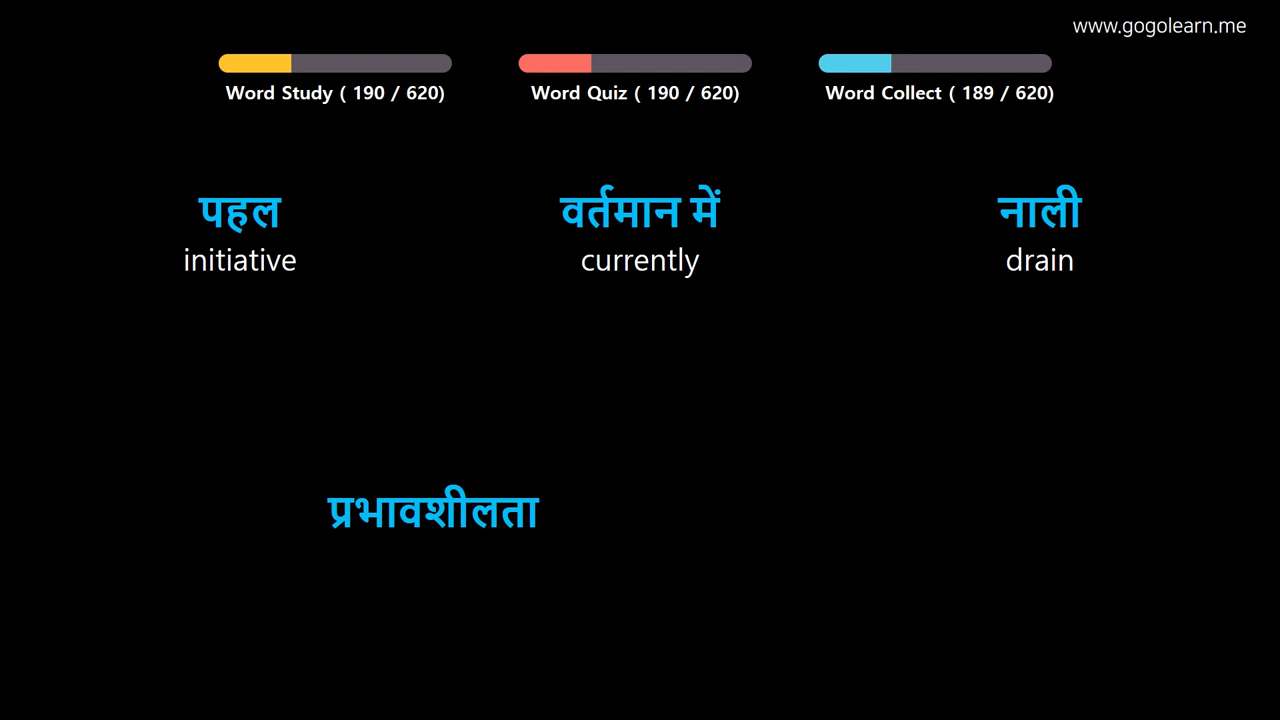 www.gogolearn.me
Word Study ( 190 / 620)
Word Quiz ( 190 / 620)
Word Collect ( 189 / 620)
पहल
initiative
वर्तमान में
currently
नाली
drain
प्रभावशीलता